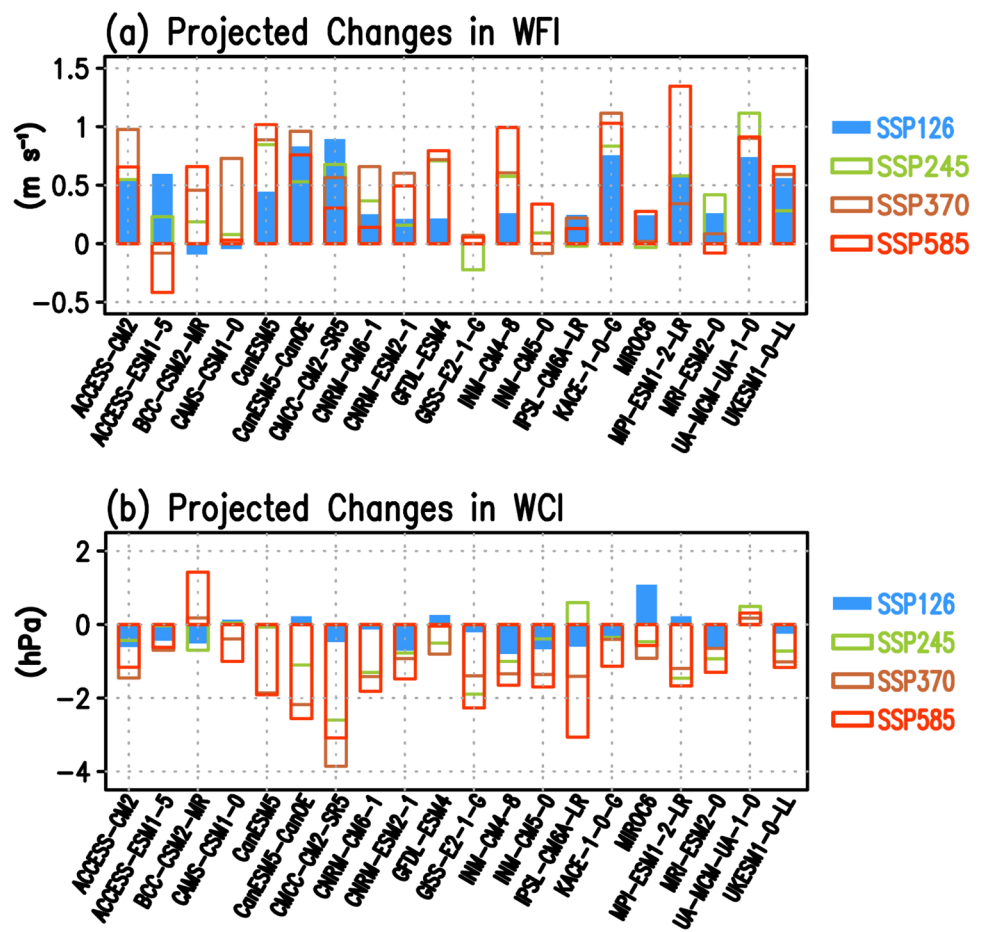 (a) Projected Changes in WFI
(m s⁻¹)
1.5
1
0.5
0
−0.5
ACCESS−CM2
ACCESS−ESM1−5
BCC−CSM2−MR
CAMS−CSM1−0
CanESM5
CanESM5−CanOE
CMCC−CM2−SR5
CNRM−CM6−1
CNRM−ESM2−1
GFDL−ESM4
GISS−E2−1−G
INM−CM4−8
INM−CM5−0
IPSL−CM6A−LR
KACE−1−0−G
MIROC6
MPI−ESM1−2−LR
MRI−ESM2−0
UA−MCM−UA−1−0
UKESM1−0−LL
SSP126
SSP245
SSP370
SSP585
(b) Projected Changes in WCI
(hPa)
2
0
−2
−4
ACCESS−CM2
ACCESS−ESM1−5
BCC−CSM2−MR
CAMS−CSM1−0
CanESM5
CanESM5−CanOE
CMCC−CM2−SR5
CNRM−CM6−1
CNRM−ESM2−1
GFDL−ESM4
GISS−E2−1−G
INM−CM4−8
INM−CM5−0
IPSL−CM6A−LR
KACE−1−0−G
MIROC6
MPI−ESM1−2−LR
MRI−ESM2−0
UA−MCM−UA−1−0
UKESM1−0−LL
SSP126
SSP245
SSP370
SSP585